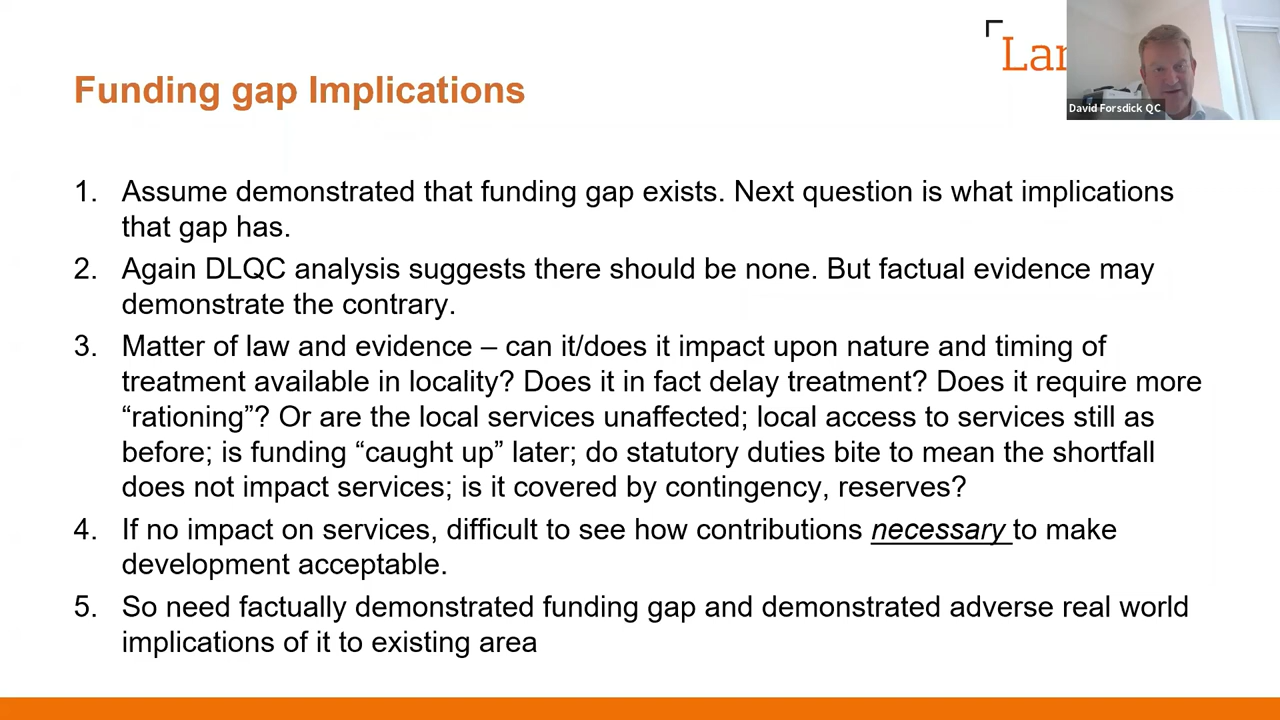 Lan
David Forsdick QC
Funding gap Implications
1. Assume demonstrated that funding gap exists. Next question is what implications
that gap has.
2. Again DLQC analysis suggests there should be none. But factual evidence may
demonstrate the contrary.
3. Matter of law and evidence – can it/does it impact upon nature and timing of
treatment available in locality? Does it in fact delay treatment? Does it require more
“rationing”? Or are the local services unaffected; local access to services still as
before; is funding “caught up” later; do statutory duties bite to mean the shortfall
does not impact services; is it covered by contingency, reserves?
4. If no impact on services, difficult to see how contributions necessary to make
development acceptable.
5. So need factually demonstrated funding gap and demonstrated adverse real world
implications of it to existing area